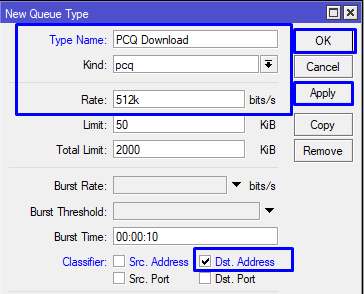 New Queue Type
Type Name: PCQ Download
OK
Kind: pcq
Cancel
Rate: 512k bits/s
Apply
Limit: 50 KiB
Copy
Total Limit: 2000 KiB
Remove
Burst Rate: bits/s
Burst Threshold:
Burst Time: 00:00:10
Classifier: Src. Address Dst. Address
Src. Port Dst. Port